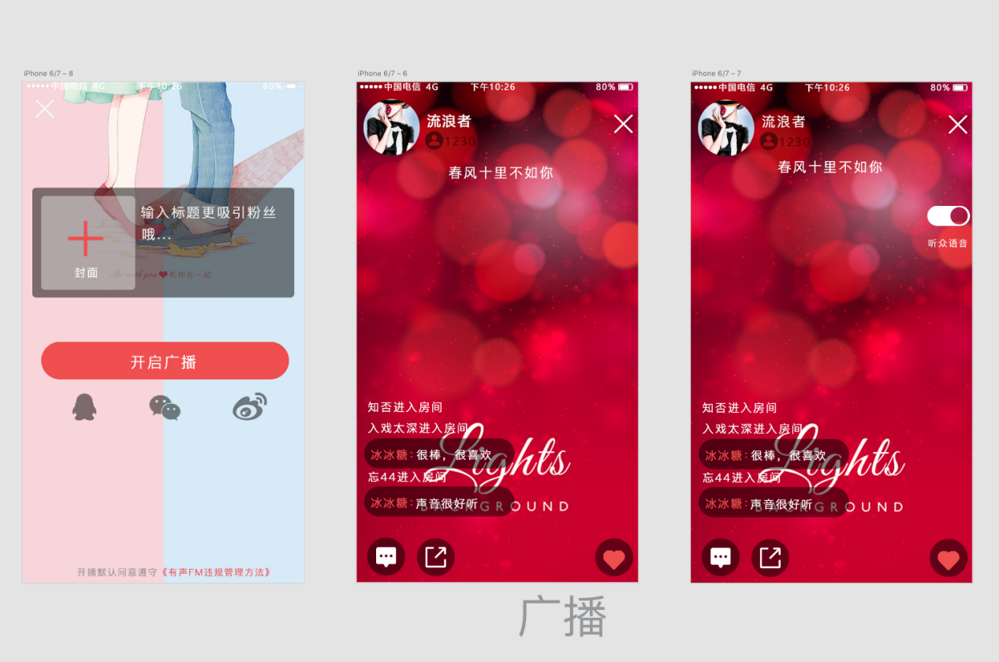 iPhone 6/7 – 8
中国电信 4G 下午10:26 80%
输入标题更吸引粉丝
哦...
封面
Be with you 和你在一起
开启广播
开播默认同意遵守《有声FM违规管理方法》
iPhone 6/7 – 6
中国电信 4G 下午10:26 80%
流浪者
1230
春风十里不如你
知否进入房间
入戏太深进入房间
冰冰糖:很棒，很喜欢
忘44进入房间
冰冰糖:声音很好听
Lights
BACKGROUND
iPhone 6/7 – 7
中国电信 4G 下午10:26 80%
流浪者
1230
春风十里不如你
听众语音
知否进入房间
入戏太深进入房间
冰冰糖:很棒，很喜欢
忘44进入房间
冰冰糖:声音很好听
Lights
BACKGROUND
广播